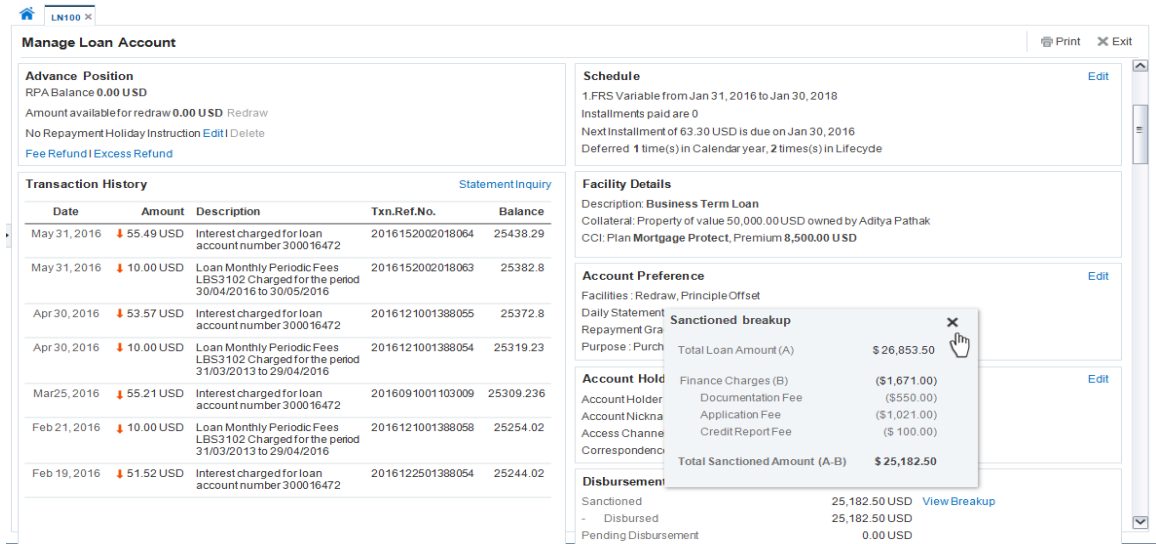 LN100 ×
Manage Loan Account
Print
Exit
Advance Position
RPA Balance 0.00 USD
Amount available for redraw 0.00 USD Redraw
No Repayment Holiday Instruction Edit I Delete
Fee Refund I Excess Refund
Transaction History
Statement Inquiry
Date Amount Description Txn.Ref.No. Balance
May 31, 2016 55.49 USD Interest charged for loan 2016152002018064 25438.29
account number 300016472
May 31, 2016 10.00 USD Loan Monthly Periodic Fees 2016152002018063 25382.8
LBS3102 Charged for the period
30/04/2016 to 30/05/2016
Apr 30, 2016 53.57 USD Interest charged for loan 2016121001388055 25372.8
account number 300016472
Apr 30, 2016 10.00 USD Loan Monthly Periodic Fees 2016121001388054 25319.23
LBS3102 Charged for the period
31/03/2013 to 29/04/2016
Mar 25, 2016 55.21 USD Interest charged for loan 2016091001103009 25309.236
account number 300016472
Feb 21, 2016 10.00 USD Loan Monthly Periodic Fees 2016121001388058 25254.02
LBS3102 Charged for the period
31/03/2013 to 29/04/2016
Feb 19, 2016 51.52 USD Interest charged for loan 2016122501388054 25244.02
account number 300016472
Schedule
Edit
1.FRS Variable from Jan 31, 2016 to Jan 30, 2018
Installments paid are 0
Next Installment of 63.30 USD is due on Jan 30, 2016
Deferred 1 time(s) in Calendar year, 2 times(s) in Lifecycle
Facility Details
Description: Business Term Loan
Collateral: Property of value 50,000.00 USD owned by Aditya Pathak
CCI: Plan Mortgage Protect, Premium 8,500.00 USD
Account Preference
Edit
Facilities : Redraw, Principle Offset
Daily Statement
Repayment Gra
Purpose : Purch
Account Hold
Edit
Account Holder
Account Nickna
Access Channe
Correspondence
Sanctioned breakup
Total Loan Amount (A) $ 26,853.50
Finance Charges (B) ($1,671.00)
Documentation Fee ($550.00)
Application Fee ($1,021.00)
Credit Report Fee ($ 100.00)
Total Sanctioned Amount (A-B) $ 25,182.50
Disbursement
Sanctioned 25,182.50 USD View Breakup
- Disbursed 25,182.50 USD
Pending Disbursement 0.00 USD